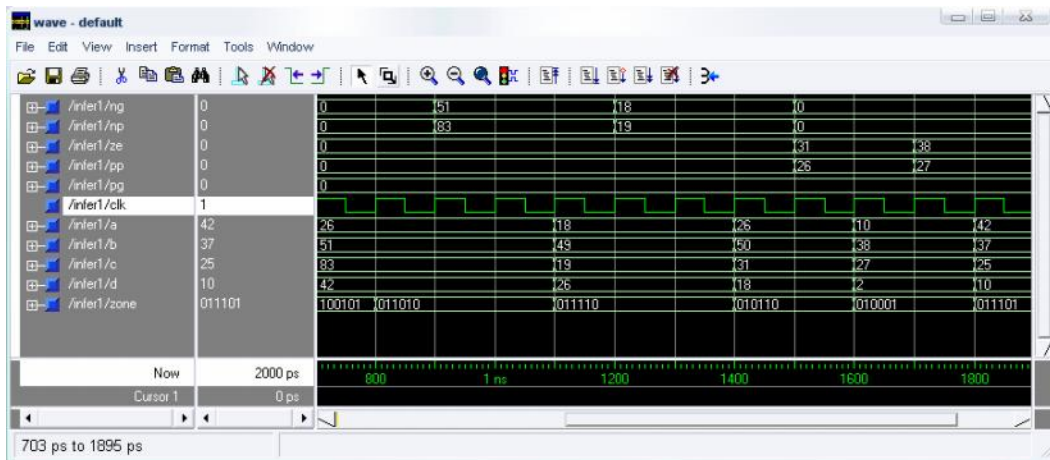 wave - default
File Edit View Insert Format Tools Window
/infer1/ng 0 0 51 18 0
/infer1/np 0 0 83 19 0
/infer1/ze 0 0 31 38
/infer1/pp 0 0 26 27
/infer1/pg 0 0
/infer1/clk 1
/infer1/a 42 26 18 26 10 42
/infer1/b 37 51 49 50 38 37
/infer1/c 25 83 19 31 27 25
/infer1/d 10 42 26 18 2 10
/infer1/zone 011101 100101 011010 011110 010110 010001 011101
Now 2000 ps 800 1 ns 1200 1400 1600 1800
Cursor 1 0 ps
703 ps to 1895 ps